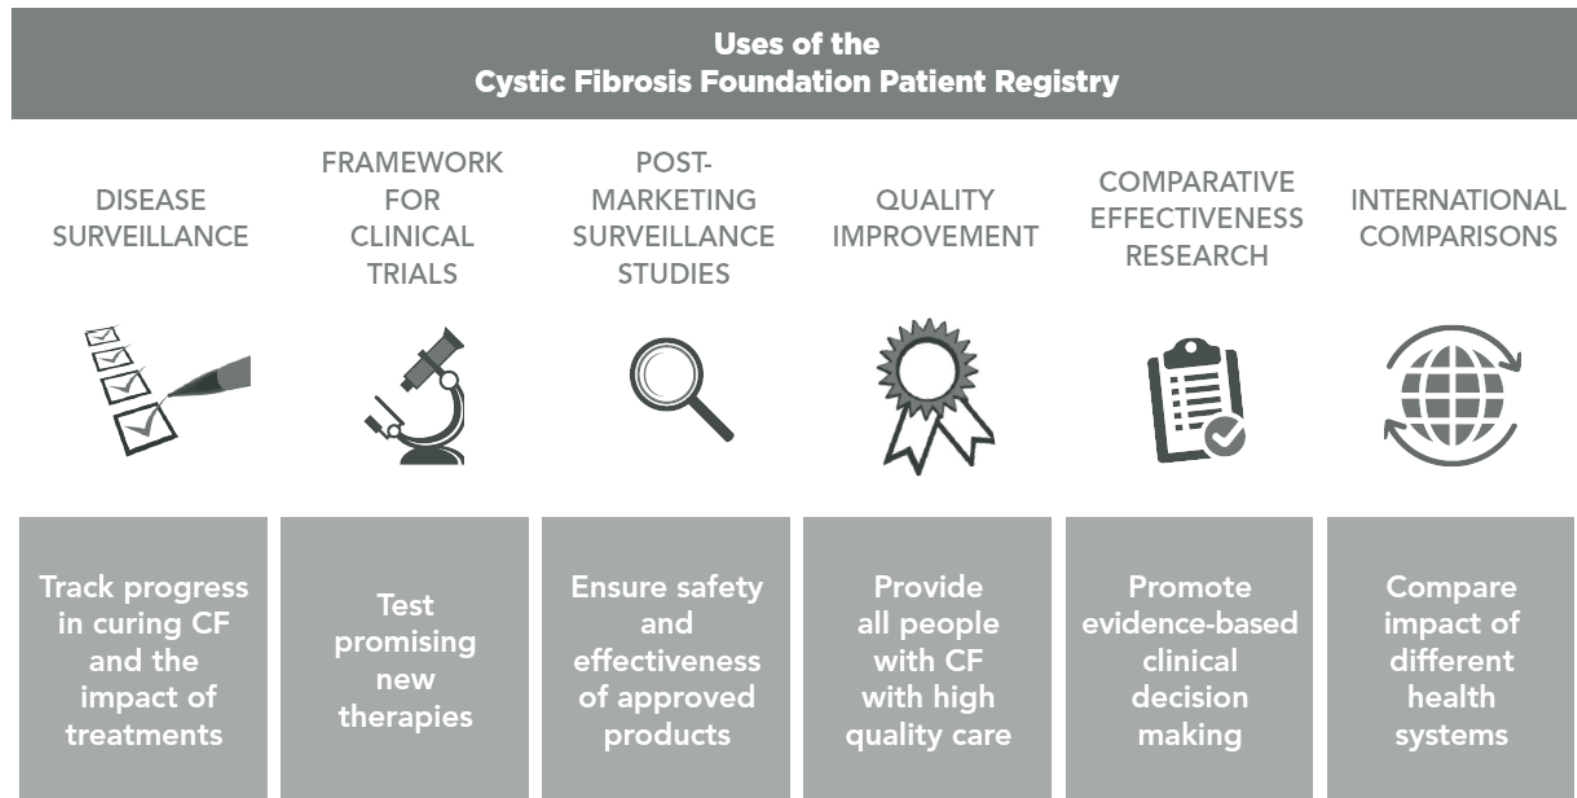 Uses of the
Cystic Fibrosis Foundation Patient Registry
DISEASE
SURVEILLANCE
FRAMEWORK
FOR
CLINICAL
TRIALS
POST-
MARKETING
SURVEILLANCE
STUDIES
QUALITY
IMPROVEMENT
COMPARATIVE
EFFECTIVENESS
RESEARCH
INTERNATIONAL
COMPARISONS
Track progress
in curing CF
and the
impact of
treatments
Test
promising
new
therapies
Ensure safety
and
effectiveness
of approved
products
Provide
all people
with CF
with high
quality care
Promote
evidence-based
clinical
decision
making
Compare
impact of
different
health
systems